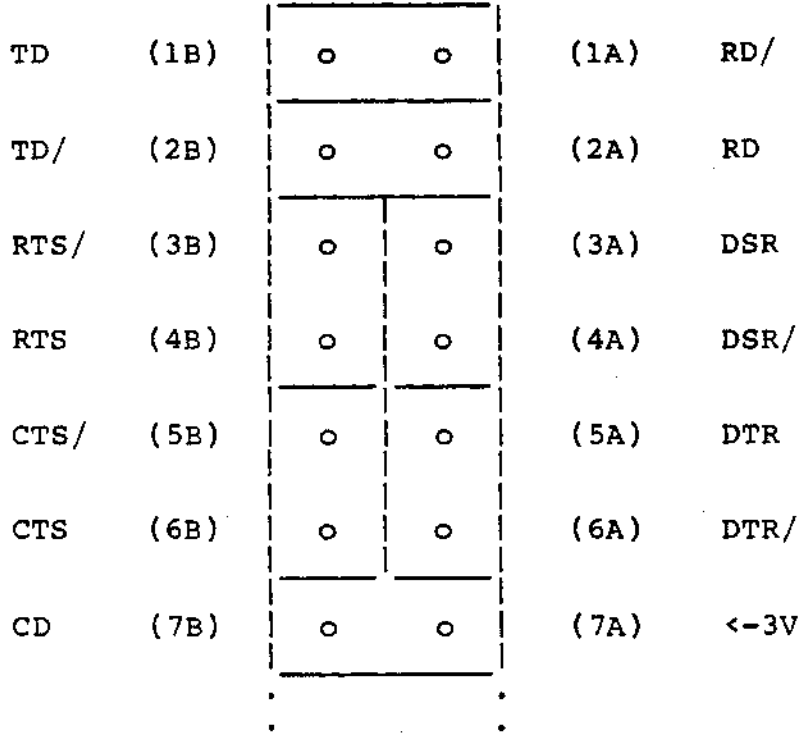 TD (1B) o o (1A) RD/
TD/ (2B) o o (2A) RD
RTS/ (3B) o o (3A) DSR
RTS (4B) o o (4A) DSR/
CTS/ (5B) o o (5A) DTR
CTS (6B) o o (6A) DTR/
CD (7B) o o (7A) <-3V